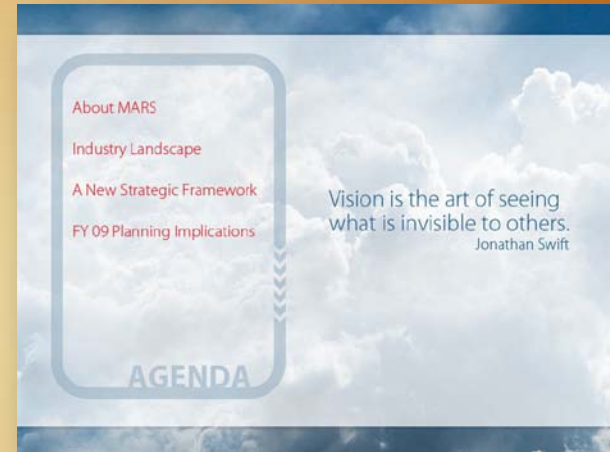 About MARS
Industry Landscape
A New Strategic Framework
FY 09 Planning Implications
AGENDA
Vision is the art of seeing
what is invisible to others.
Jonathan Swift